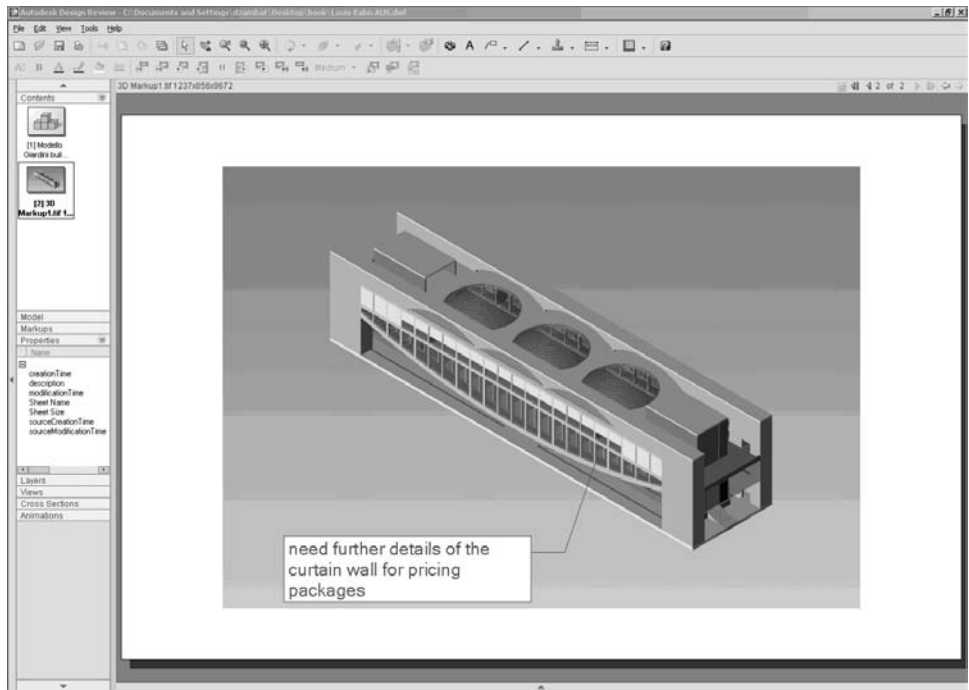 Autodesk Design Review - C:\Documents and Settings\dzambat\Desktop\book\Louis Kahn AUS.dwf
File Edit View Tools Help
A
A B A Medium
3D Markup1.tif 1237x856x8672
2 of 2
Contents
[1] Modello
Giardini buil...
[2] 3D
Markup1.tif 1...
Model
Markups
Properties
Name
creationTime
description
modificationTime
Sheet Name
Sheet Size
sourceCreationTime
sourceModificationTime
Layers
Views
Cross Sections
Animations
need further details of the
curtain wall for pricing
packages